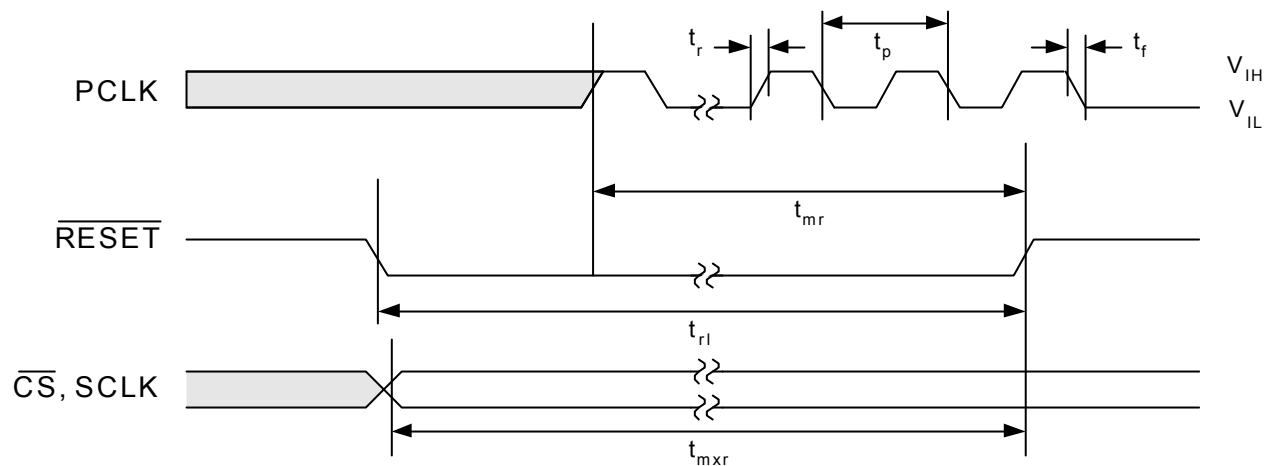 t_r
t_p
t_f
PCLK
V_IH
V_IL
t_mr
RESET
t_rl
CS, SCLK
t_mxr